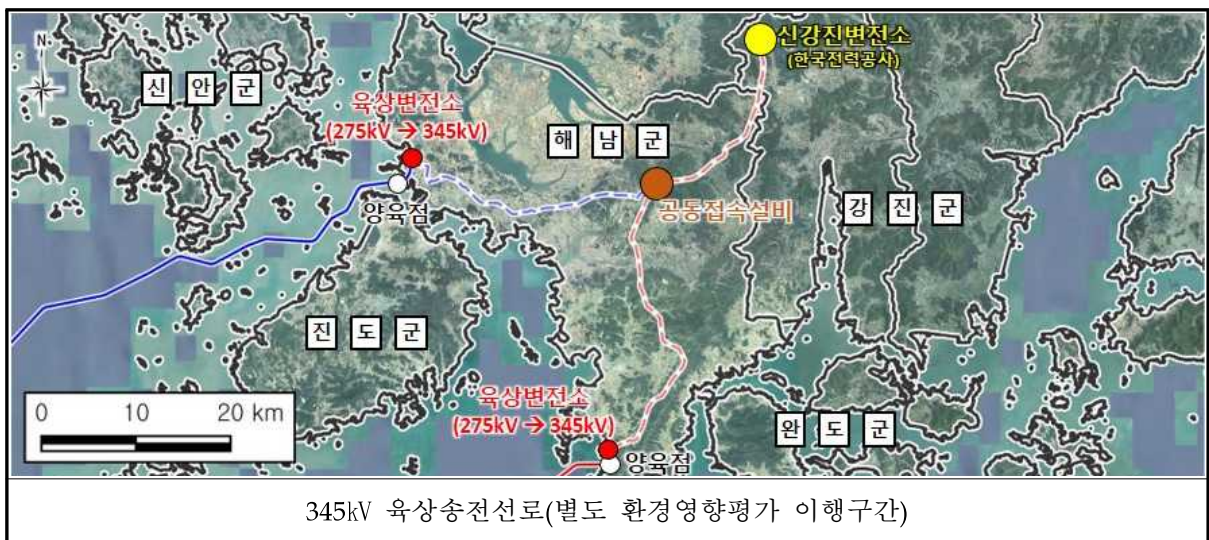 N
신안군
신강진변전소
(한국전력공사)
육상변전소
(275kV → 345kV)
해남군
양육점
공동접속설비
강진군
진도군
육상변전소
(275kV → 345kV)
완도군
양육점
0 10 20 km
345kV 육상송전선로(별도 환경영향평가 이행구간)